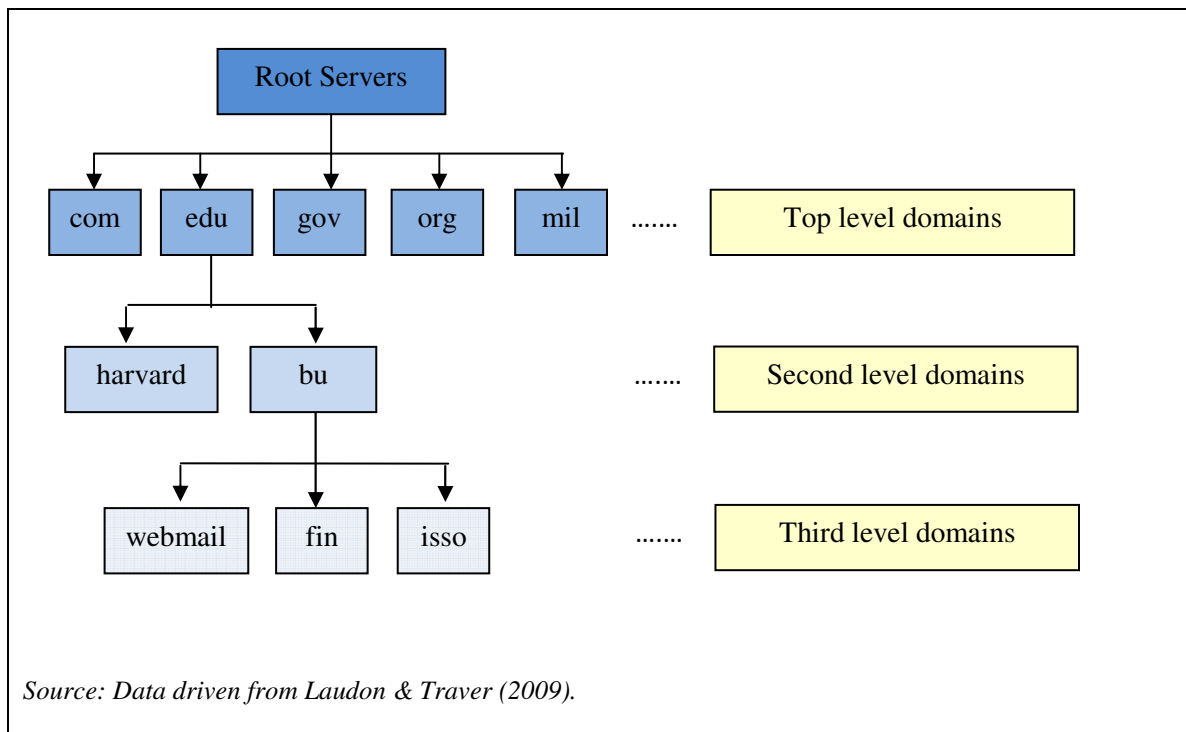 Root Servers
com edu gov org mil ....... Top level domains
harvard bu ....... Second level domains
webmail fin isso ....... Third level domains
Source: Data driven from Laudon & Traver (2009).